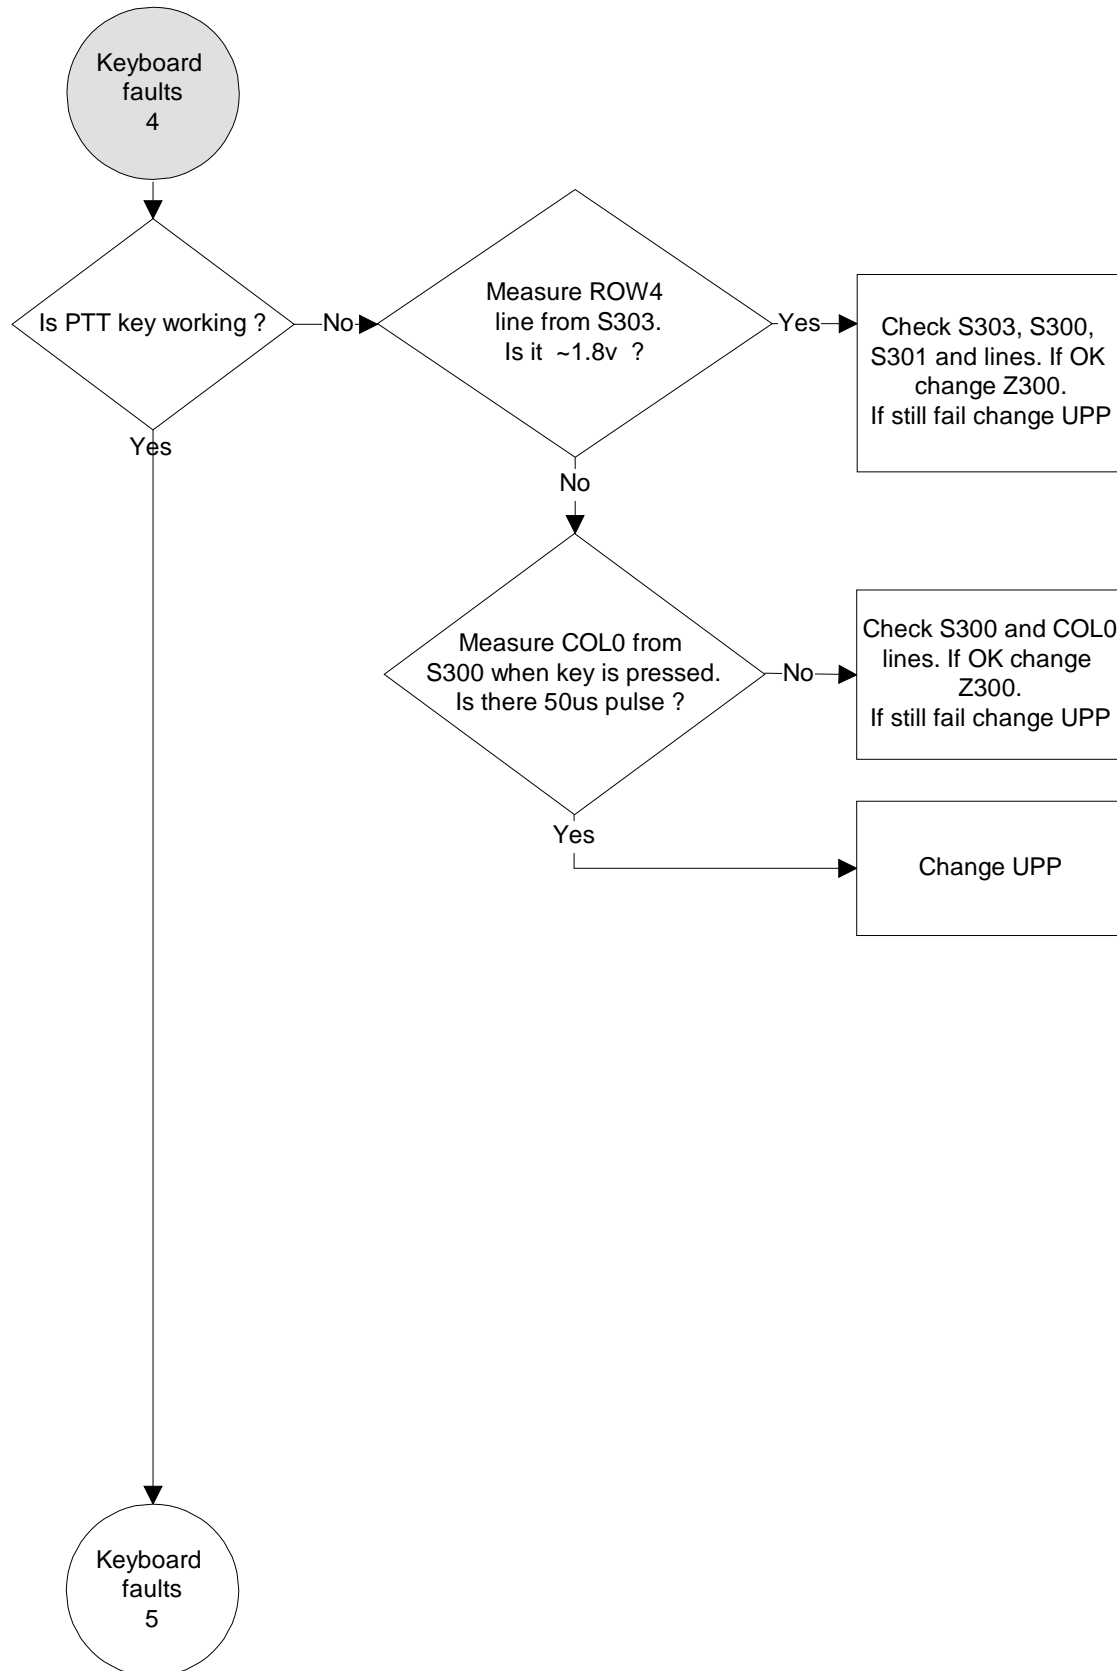 Keyboard
faults
4
Is PTT key working ?
No
Yes
Measure ROW4
line from S303.
Is it ~1.8v ?
Yes
No
Check S303, S300,
S301 and lines. If OK
change Z300.
If still fail change UPP
Measure COL0 from
S300 when key is pressed.
Is there 50us pulse ?
No
Yes
Check S300 and COL0
lines. If OK change
Z300.
If still fail change UPP
Change UPP
Keyboard
faults
5